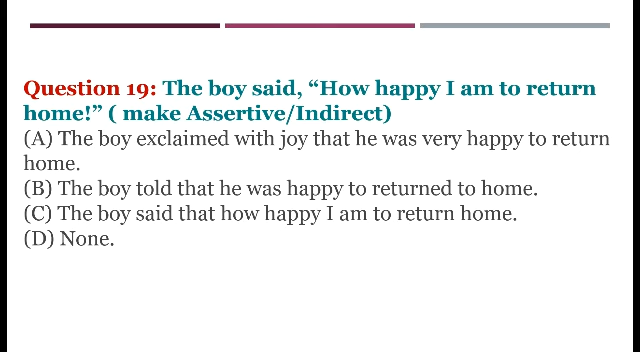 Question 19: The boy said, “How happy I am to return
home!” ( make Assertive/Indirect)
(A) The boy exclaimed with joy that he was very happy to return
home.
(B) The boy told that he was happy to returned to home.
(C) The boy said that how happy I am to return home.
(D) None.